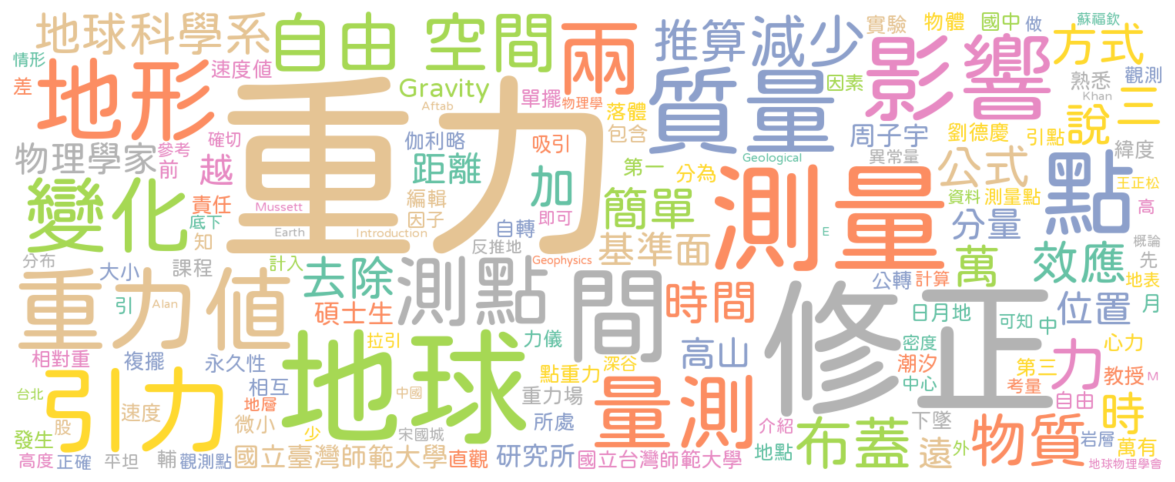 地球科學系
自由
空間
兩
推算
減少
影響
實驗
物體
國中
做
蘇福欽
方式
情形
速度值
差
地形
重力
Gravity
Aftab
單擺
物理學
落體
包含
質量
因素
熟悉
Khan
觀測
說
三
物理學家
參考
確切
前
越
伽利略
距離
吸引
第一
分為
Geological
周子宇
異常量
劉德慶
引點
緯度
公式
點
王正松
高
變化
責任
底下
知
Mussett
Earth
Introduction
編輯
因子
自轉
加
即可
簡單
測量
資料
測量點
分量
分布
大小
課程
計入
反推地
Geophysics
基準面
E
公轉
計算
萬
效應
概論
先
地表
月
重力值
引
Alan
去除
碩士生
測點
拉引
力儀
間
時間
修正
日月地
可知
中
位置
相對重
複擺
永久性
相互
地層
微小
中國
點重力
深谷
重力場
高山
密度
潮汐
中心
第三
考量
力
心力
教授
M
台北
引力
速度
股
地球
少
宋國城
所處
量測
介紹
布蓋
下墜
自由
時
發生
高度
正確
平坦
輔
觀測點
國立臺灣師範大學
直觀
研究所
國立台灣師範大學
地點
遠
外
物質
岩層
萬有
地球物理學會